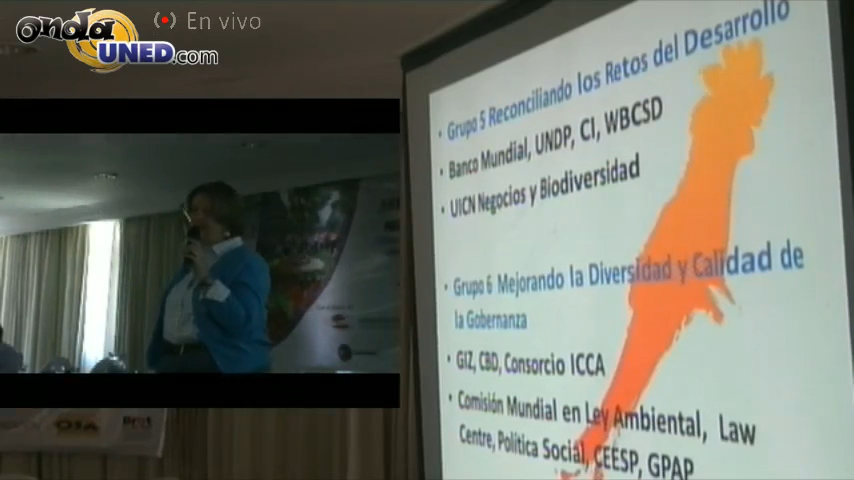 onda
UNED.com
En vivo
• Grupo 5 Reconciliando los Retos del Desarrollo
• Banco Mundial, UNDP, CI, WBCSD
• UICN Negocios y Biodiversidad
• Grupo 6 Mejorando la Diversidad y Calidad de
la Gobernanza
• GIZ, CBD, Consorcio ICCA
• Comisión Mundial en Ley Ambiental, Law
Centre, Política Social, CEESP, GPAP